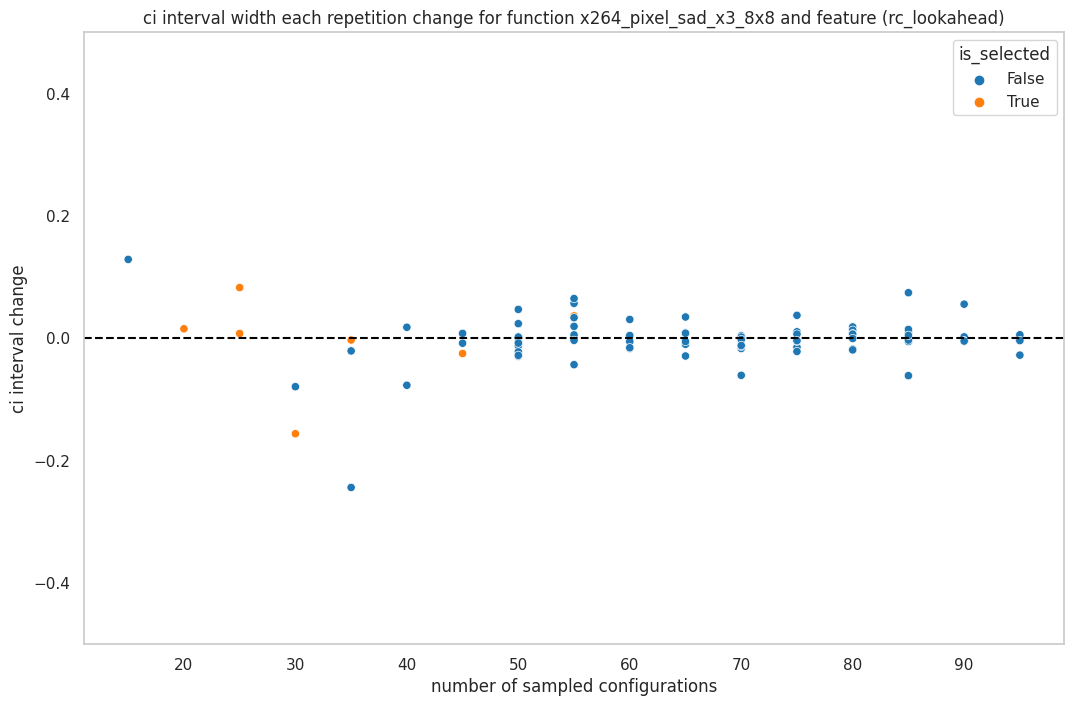 ci interval width each repetition change for function x264_pixel_sad_x3_8x8 and feature (rc_lookahead)
is_selected
False
True
0.4
0.2
0.0
−0.2
−0.4
ci interval change
20 30 40 50 60 70 80 90
number of sampled configurations